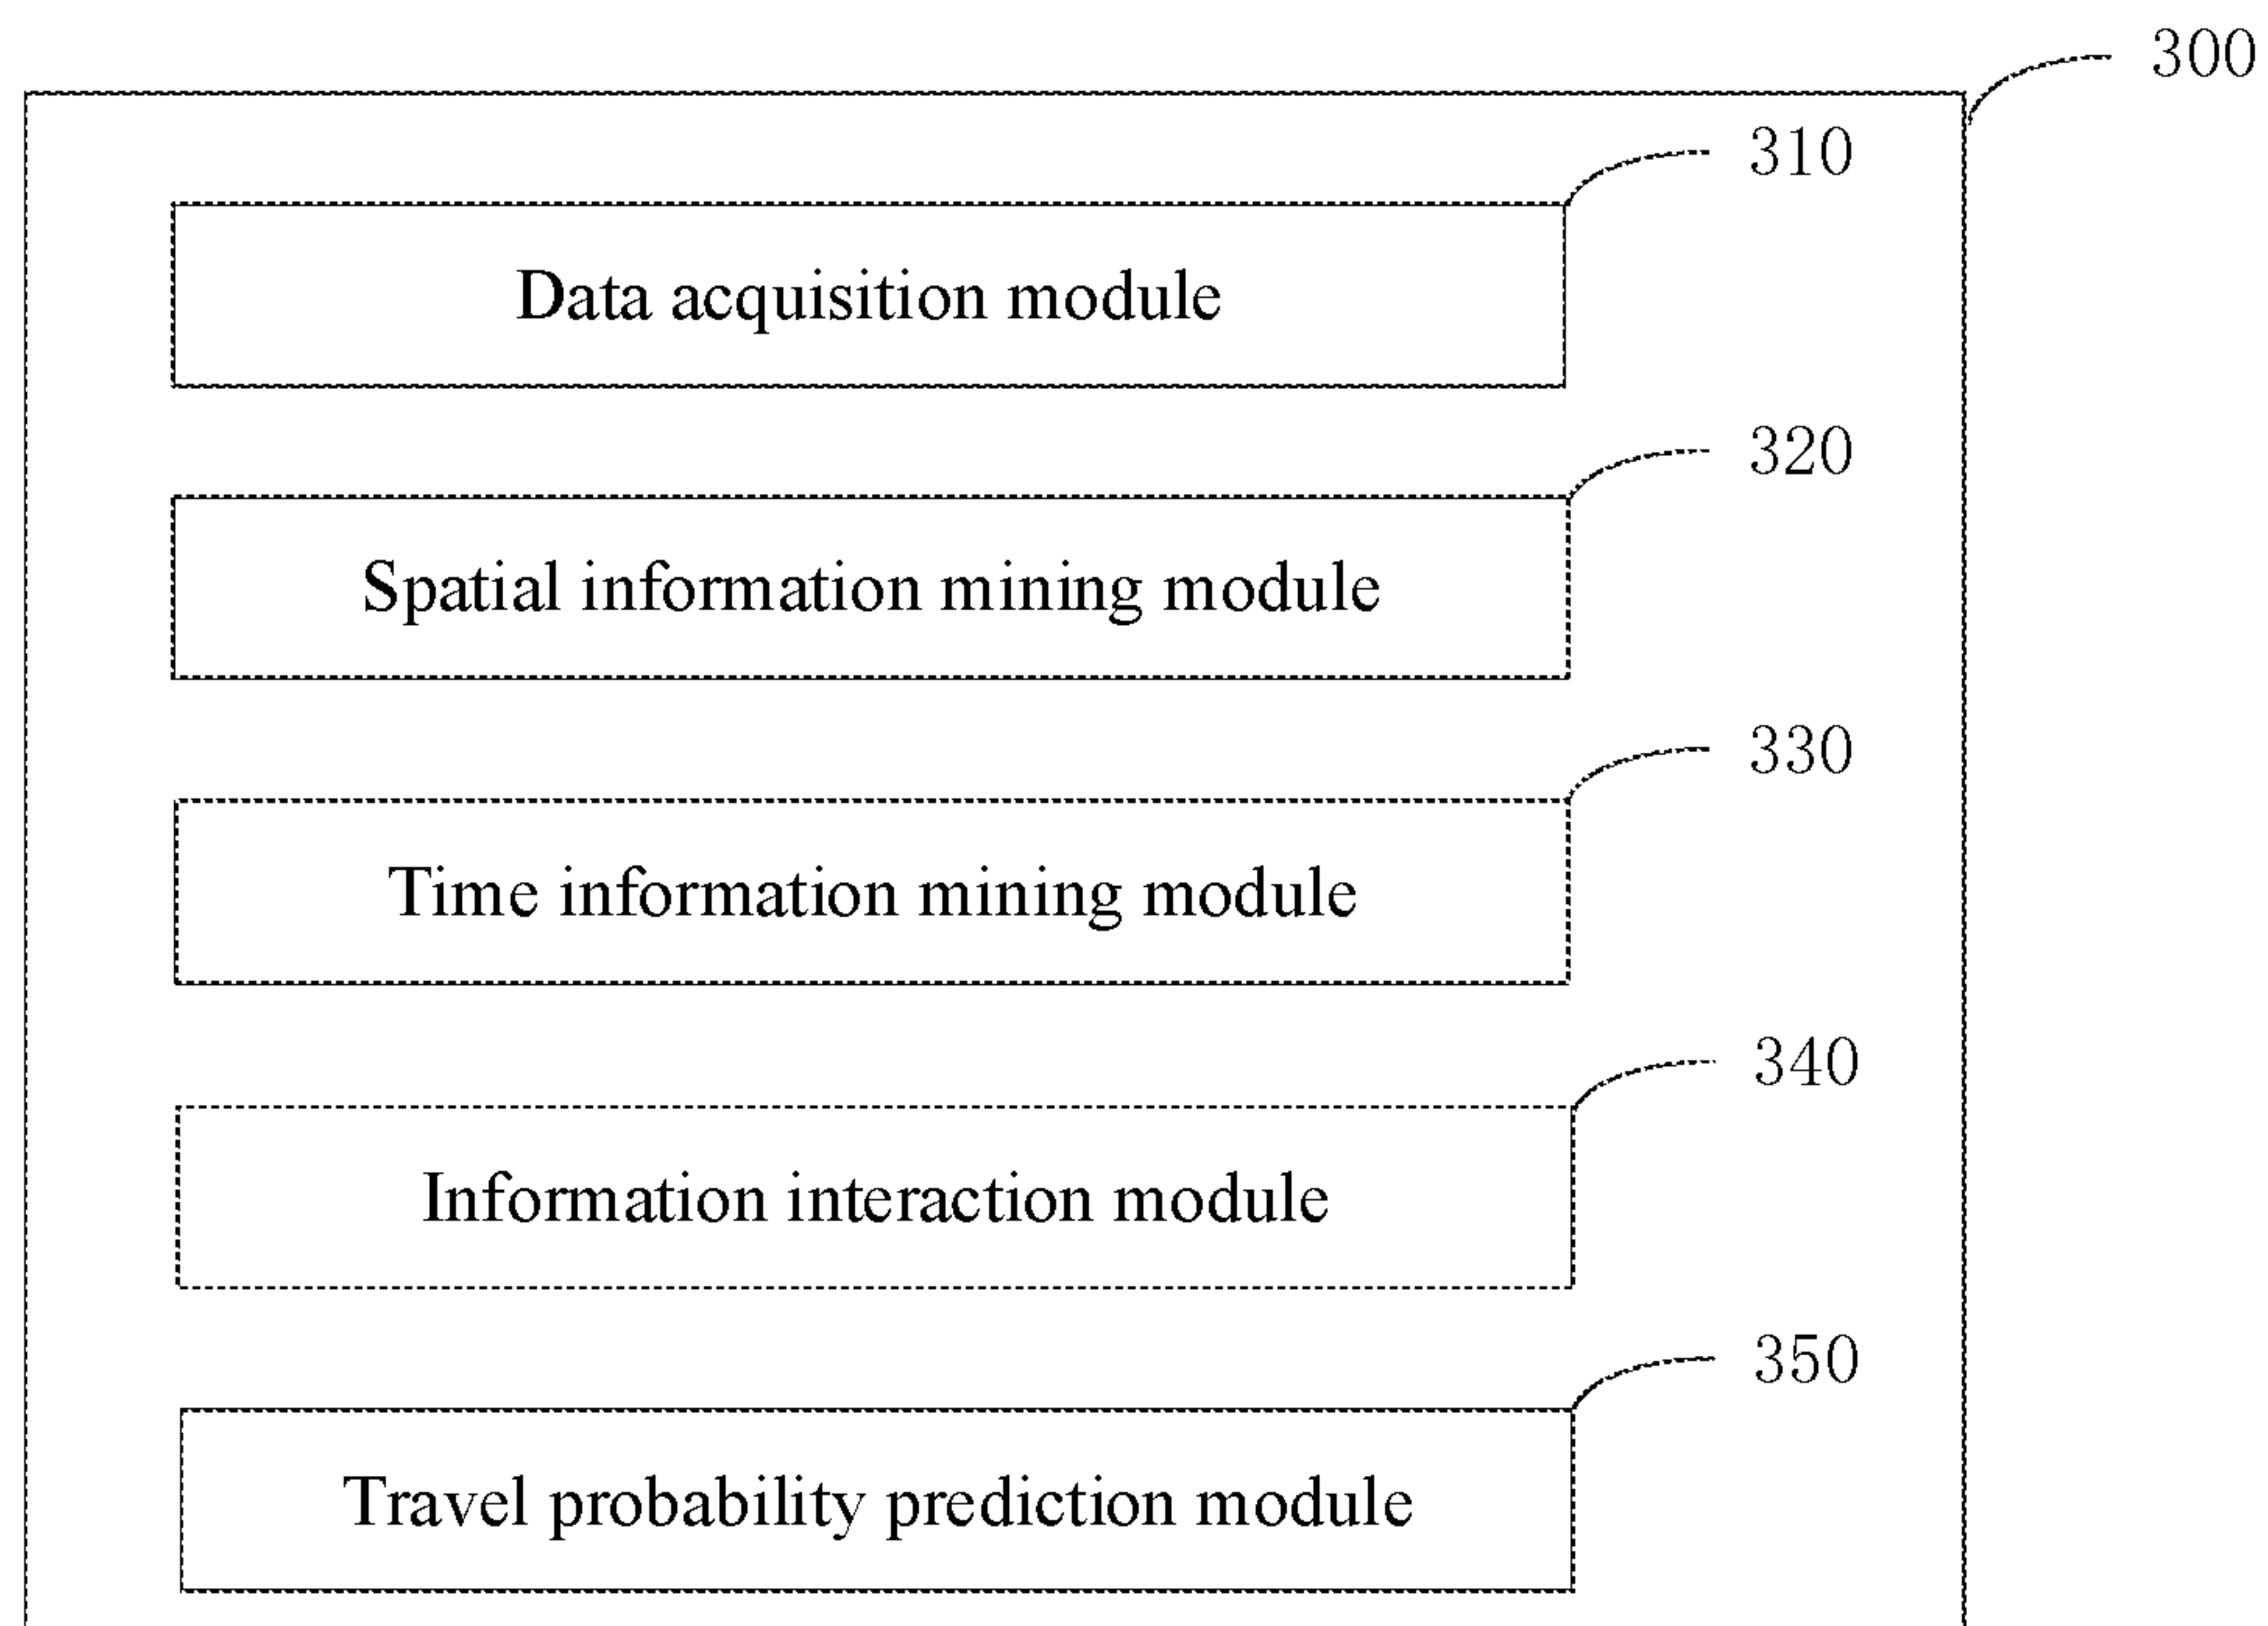 300
310
Data acquisition module
320
Spatial information mining module
330
Time information mining module
340
Information interaction module
350
Travel probability prediction module